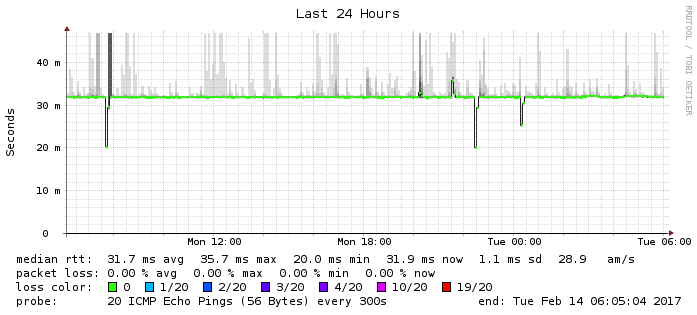 Last 24 Hours
RRDTOOL / TOBI OETIKER
Seconds
40 m
30 m
20 m
10 m
0
Mon 12:00 Mon 18:00 Tue 00:00 Tue 06:00
median rtt: 31.7 ms avg 35.7 ms max 20.0 ms min 31.9 ms now 1.1 ms sd 28.9 am/s
packet loss: 0.00 % avg 0.00 % max 0.00 % min 0.00 % now
loss color: 0 1/20 2/20 3/20 4/20 10/20 19/20
probe: 20 ICMP Echo Pings (56 Bytes) every 300s end: Tue Feb 14 06:05:04 2017